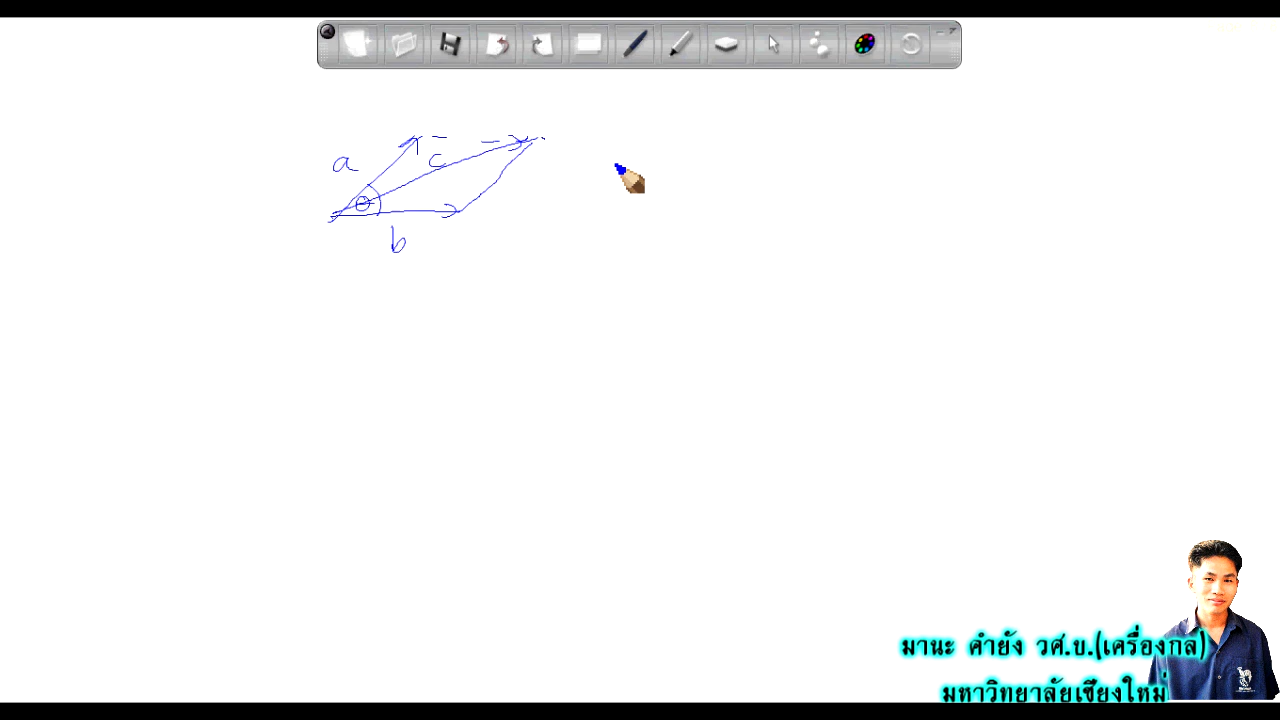 a
c
θ
b
มานะ คำยัง วศ.บ.(เครื่องกล)
มหาวิทยาลัยเชียงใหม่